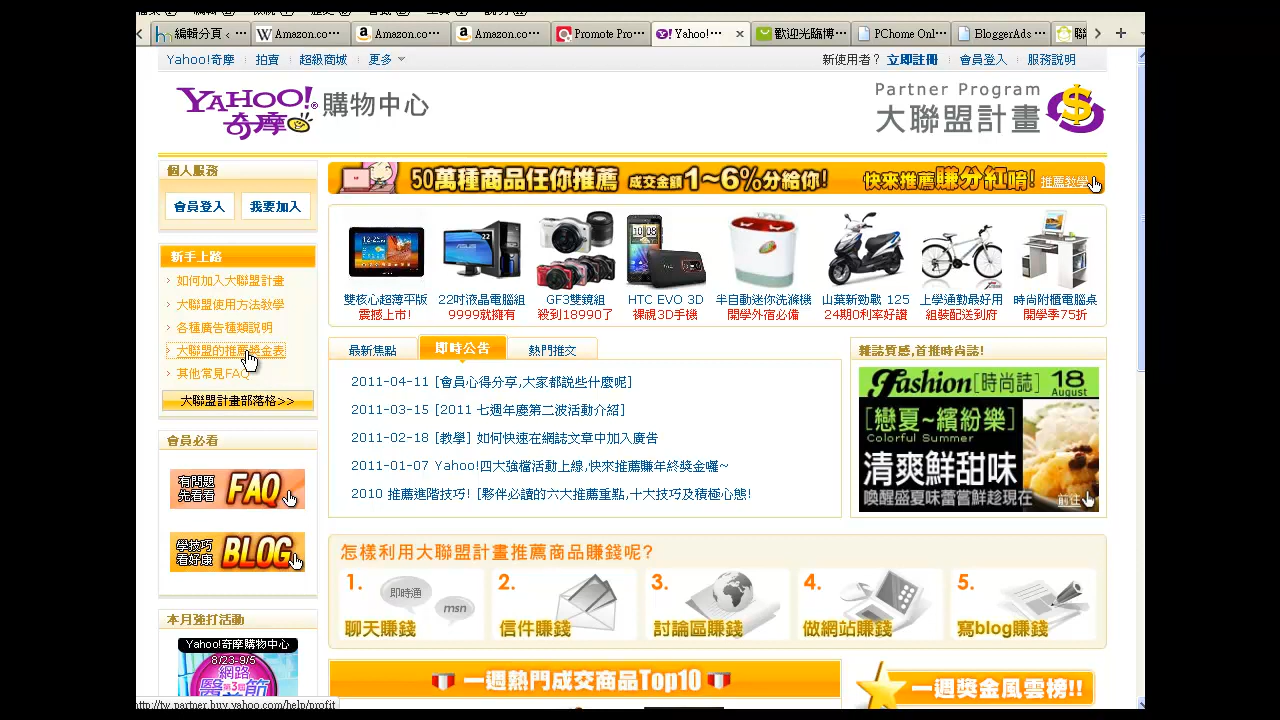 編輯分頁 ‹ ···
Amazon.co···
Amazon.co···
Amazon.co···
Promote Pro···
Yahoo!···
歡迎光臨博···
PChome Onl···
BloggerAds ···
Yahoo!奇摩
拍賣
超級商城
更多
新使用者？ 立即註冊
會員登入
服務說明
YAHOO! 奇摩 購物中心
Partner Program
大聯盟計畫
個人服務
會員登入
我要加入
新手上路
如何加入大聯盟計畫
大聯盟使用方法教學
各種廣告種類說明
大聯盟的推薦獎金表
其他常見FAQ
大聯盟計畫部落格>>
會員必看
有問題
先看看
FAQ
學技巧
看好康
BLOG
本月強打活動
Yahoo!奇摩購物中心
8/23-9/5
網路
第3屆
50萬種商品任你推薦 成交金額1~6%分給你! 快來推薦賺分紅唷! 推薦教學
雙核心超薄平版
震撼上市!
22吋液晶電腦組
9999就擁有
GF3雙鏡組
殺到18990了
HTC EVO 3D
裸視3D手機
半自動迷你洗滌機
開學外宿必備
山葉新勁戰 125
24期0利率好讚
上學通勤最好用
組裝配送到府
時尚附櫃電腦桌
開學季75折
最新焦點
即時公告
熱門推文
2011-04-11 [會員心得分享,大家都說些什麼呢]
2011-03-15 [2011 七週年慶第二波活動介紹]
2011-02-18 [教學] 如何快速在網誌文章中加入廣告
2011-01-07 Yahoo!四大強檔活動上線,快來推薦賺年終獎金囉~
2010 推薦進階技巧! [夥伴必讀的六大推薦重點,十大技巧及積極心態!
雜誌質感,首推時尚誌!
Fashion[時尚誌] 18
August
[戀夏~繽紛樂]
Colorful Summer
清爽鮮甜味
喚醒盛夏味蕾嘗鮮趁現在
前往
怎樣利用大聯盟計畫推薦商品賺錢呢?
1.
即時通
msn
聊天賺錢
2.
信件賺錢
3.
討論區賺錢
4.
做網站賺錢
5.
寫blog賺錢
一週熱門成交商品Top10
一週獎金風雲榜!!
http://tw.partner.buy.yahoo.com/help/profit